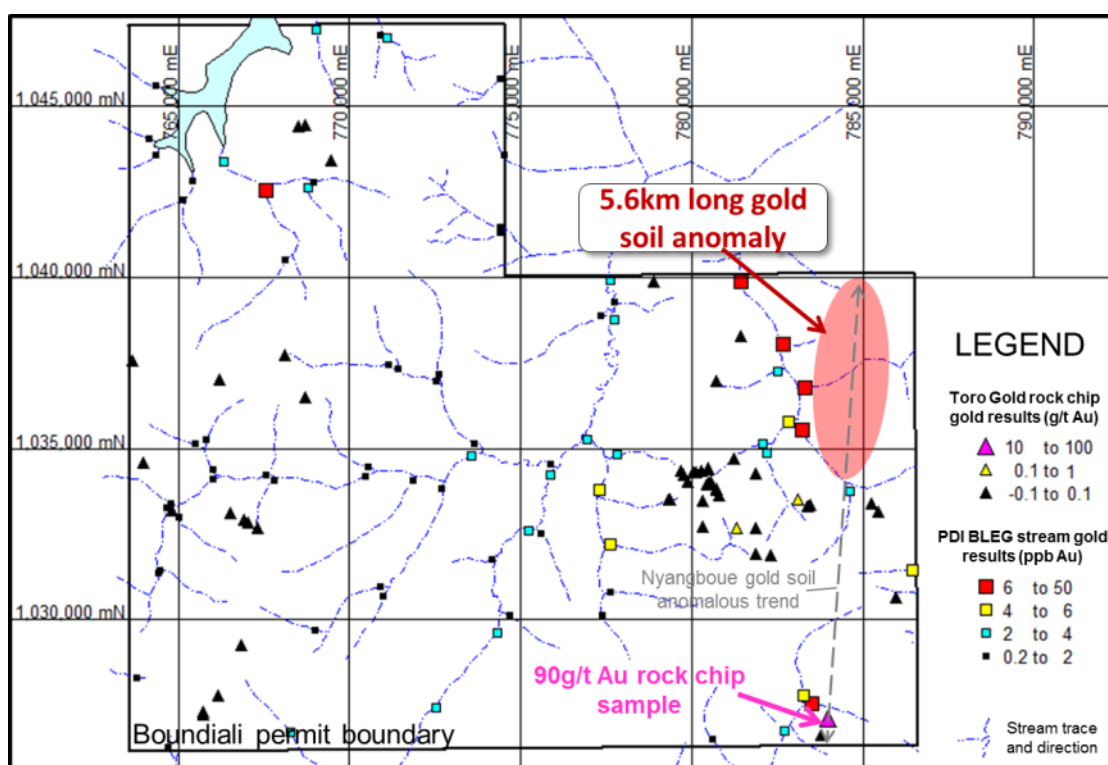 765,000 mE
770,000 mE
775,000 mE
780,000 mE
785,000 mE
790,000 mE
1,045,000 mN
5.6km long gold
soil anomaly
1,040,000 mN
LEGEND
Toro Gold rock chip
gold results (g/t Au)
10 to 100
0.1 to 1
-0.1 to 0.1
1,035,000 mN
PDI BLEG stream gold
results (ppb Au)
6 to 50
4 to 6
2 to 4
0.2 to 2
Nyangboue gold soil
anomalous trend
1,030,000 mN
90g/t Au rock chip
sample
Stream trace
and direction
Boundiali permit boundary